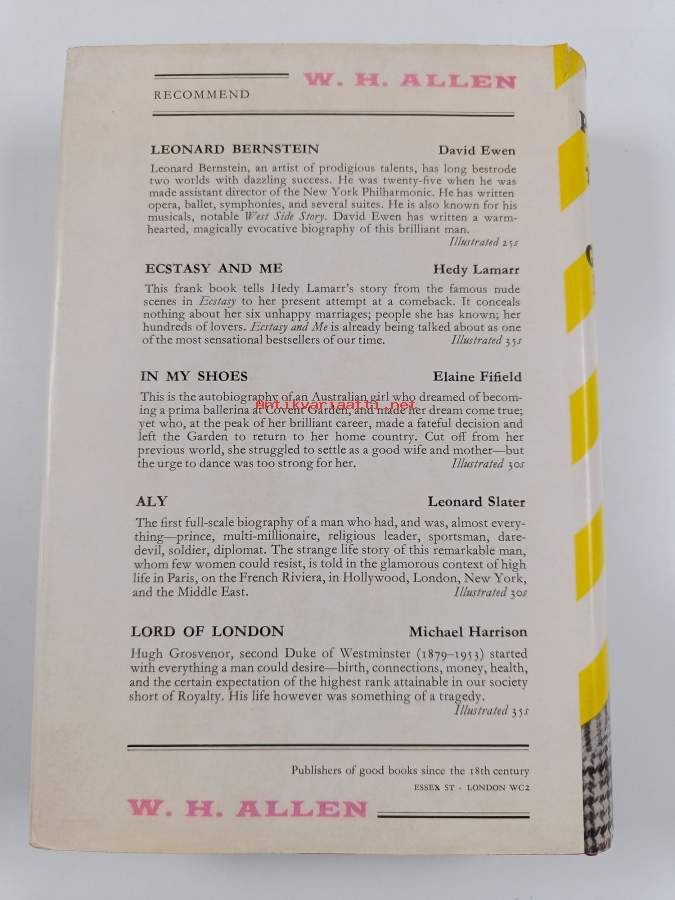 W. H. ALLEN
RECOMMEND
LEONARD BERNSTEIN David Ewen
Leonard Bernstein, an artist of prodigious talents, has long bestrode
two worlds with dazzling success. He was twenty-five when he was
made assistant director of the New York Philharmonic. He has written
opera, ballet, symphonies, and several suites. He is also known for his
musicals, notable West Side Story. David Ewen has written a warm-
hearted, magically evocative biography of this brilliant man.
Illustrated 25s
ECSTASY AND ME Hedy Lamarr
This frank book tells Hedy Lamarr's story from the famous nude
scenes in Ecstasy to her present attempt at a comeback. It conceals
nothing about her six unhappy marriages; people she has known; her
hundreds of lovers. Ecstasy and Me is already being talked about as one
of the most sensational bestsellers of our time. Illustrated 35s
IN MY SHOES Elaine Fifield
This is the autobiography of an Australian girl who dreamed of becom-
ing a prima ballerina at Covent Garden, and made her dream come true;
antikvariaatti.net
yet who, at the peak of her brilliant career, made a fateful decision and
left the Garden to return to her home country. Cut off from her
previous world, she struggled to settle as a good wife and mother—but
the urge to dance was too strong for her. Illustrated 30s
ALY Leonard Slater
The first full-scale biography of a man who had, and was, almost every-
thing—prince, multi-millionaire, religious leader, sportsman, dare-
devil, soldier, diplomat. The strange life story of this remarkable man,
whom few women could resist, is told in the glamorous context of high
life in Paris, on the French Riviera, in Hollywood, London, New York,
and the Middle East. Illustrated 30s
LORD OF LONDON Michael Harrison
Hugh Grosvenor, second Duke of Westminster (1879–1953) started
with everything a man could desire—birth, connections, money, health,
and the certain expectation of the highest rank attainable in our society
short of Royalty. His life however was something of a tragedy.
Illustrated 35s
Publishers of good books since the 18th century
ESSEX ST · LONDON WC2
W. H. ALLEN